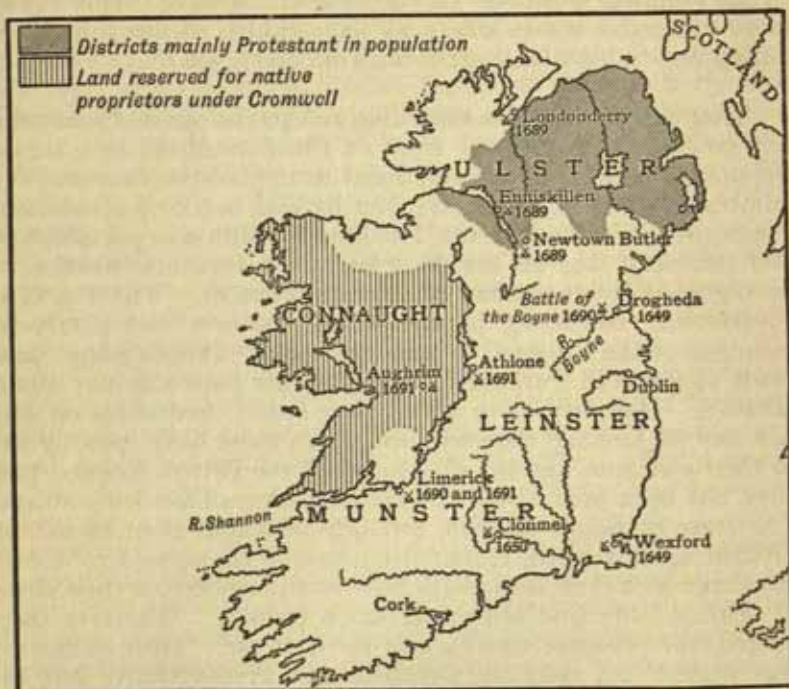 Districts mainly Protestant in population
Land reserved for native
proprietors under Cromwell
SCOTLAND
Londonderry
1689
ULSTER
Enniskillen
1689
Newtown Butler
1689
Battle of
the Boyne 1690
Drogheda
1649
R.
Boyne
CONNAUGHT
Athlone
1691
Aughrim
1691
Dublin
LEINSTER
Limerick
1690 and 1691
R. Shannon
MUNSTER
Clonmel
1650
Wexford
1649
Cork